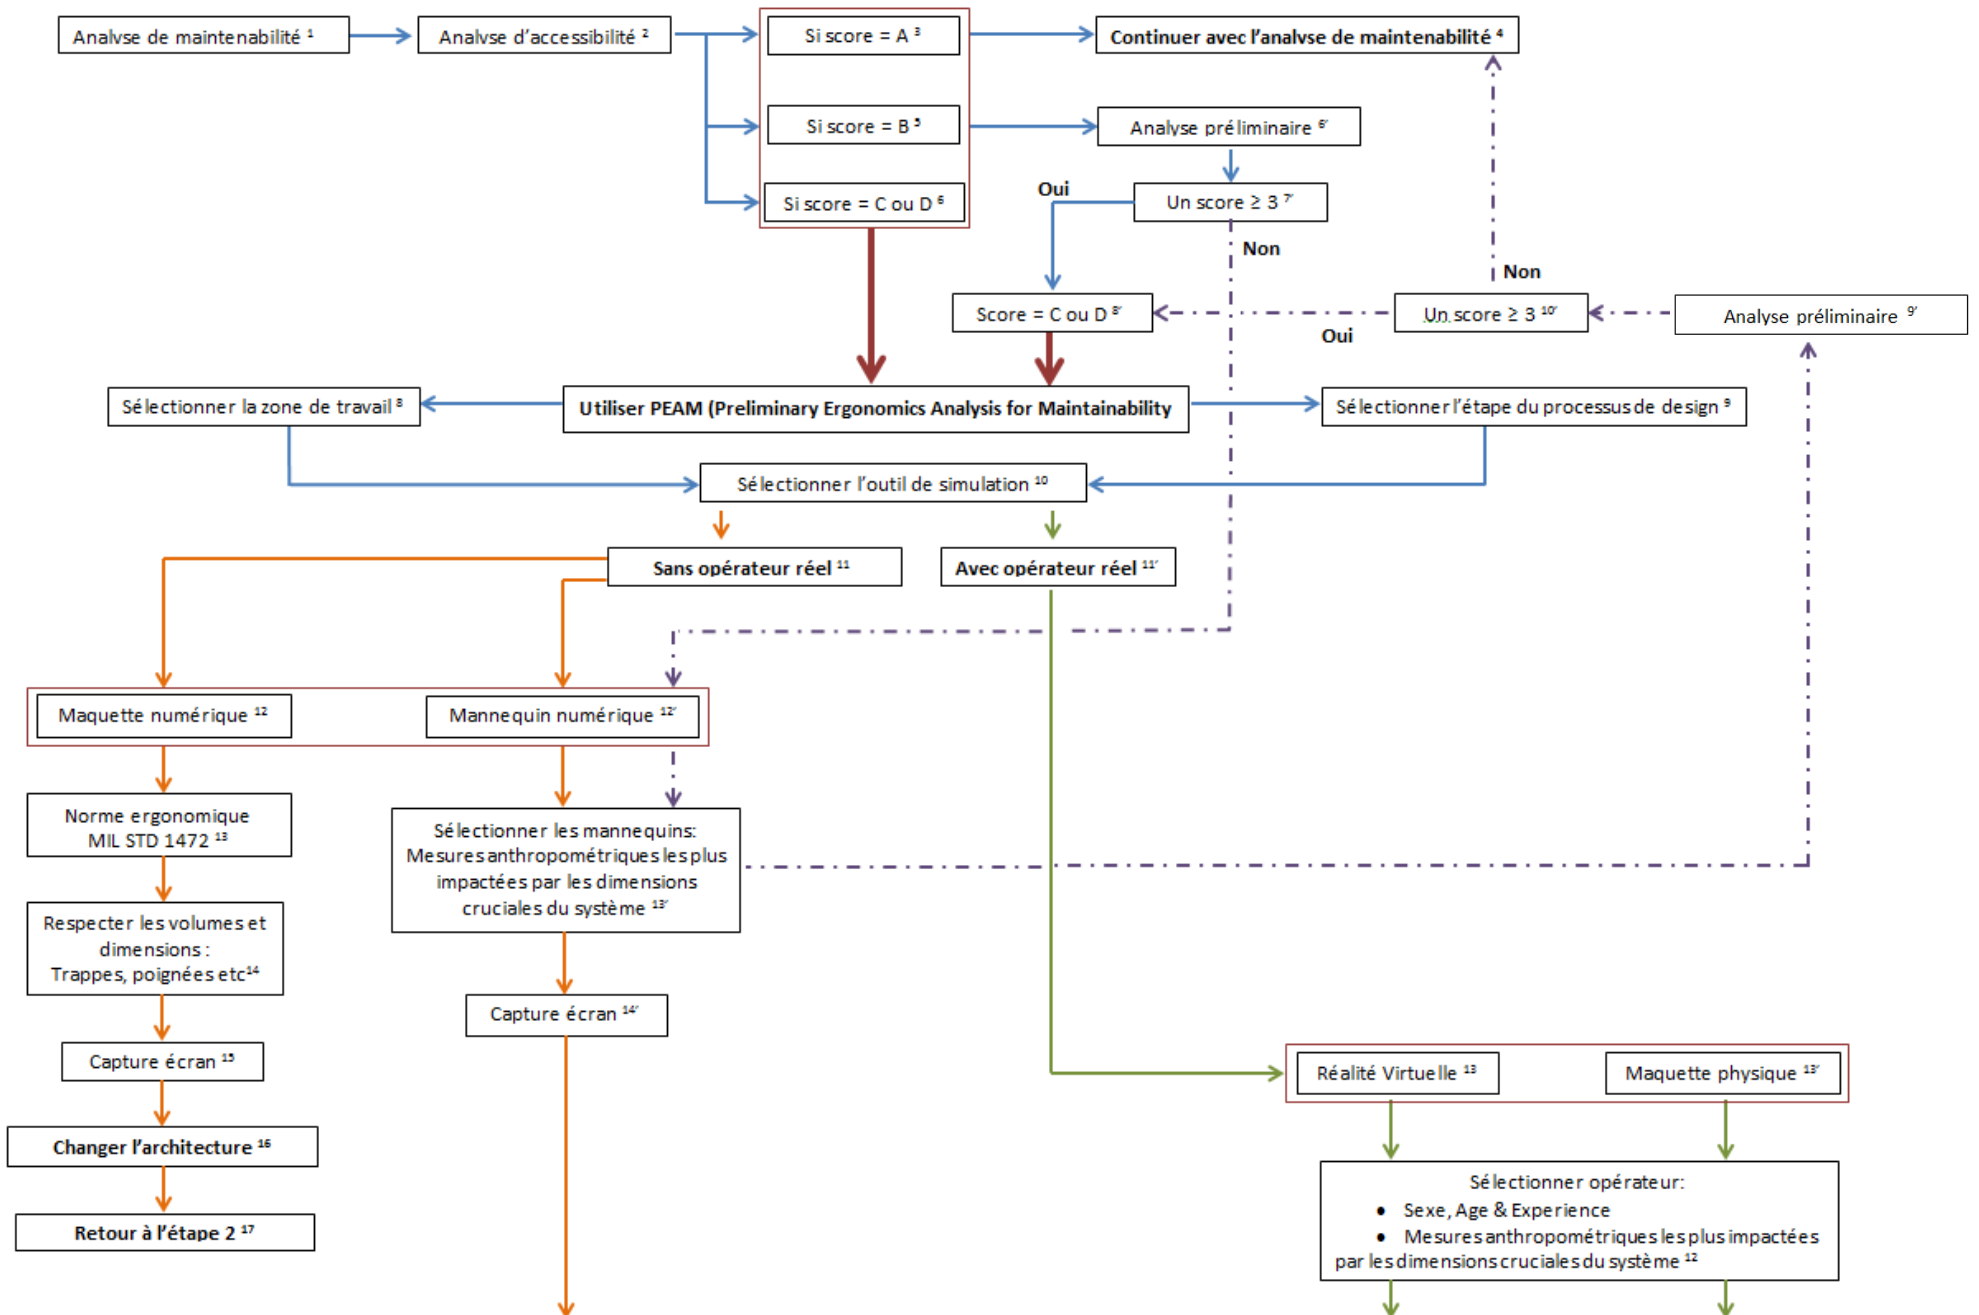 Analyse de maintenabilité ¹
Analyse d'accessibilité ²
Si score = A ³
Continuer avec l'analyse de maintenabilité ⁴
Si score = B ⁵
Analyse préliminaire ⁶′
Si score = C ou D ⁶
Oui
Un score ≥ 3 ⁷′
Non
Non
Score = C ou D ⁸′
Un score ≥ 3 ¹⁰′
Analyse préliminaire ⁹′
Oui
Sélectionner la zone de travail ⁸
Utiliser PEAM (Preliminary Ergonomics Analysis for Maintainability
Sélectionner l'étape du processus de design ⁹
Sélectionner l'outil de simulation ¹⁰
Sans opérateur réel ¹¹
Avec opérateur réel ¹¹′
Maquette numérique ¹²
Mannequin numérique ¹²′
Norme ergonomique
MIL STD 1472 ¹³
Sélectionner les mannequins:
Mesures anthropométriques les plus
impactées par les dimensions
cruciales du système ¹³′
Respecter les volumes et
dimensions :
Trappes, poignées etc¹⁴
Capture écran ¹⁴′
Capture écran ¹⁵
Réalité Virtuelle ¹³
Maquette physique ¹³′
Changer l'architecture ¹⁶
Sélectionner opérateur:
• Sexe, Age & Experience
• Mesures anthropométriques les plus impactées
par les dimensions cruciales du système ¹²
Retour à l'étape 2 ¹⁷